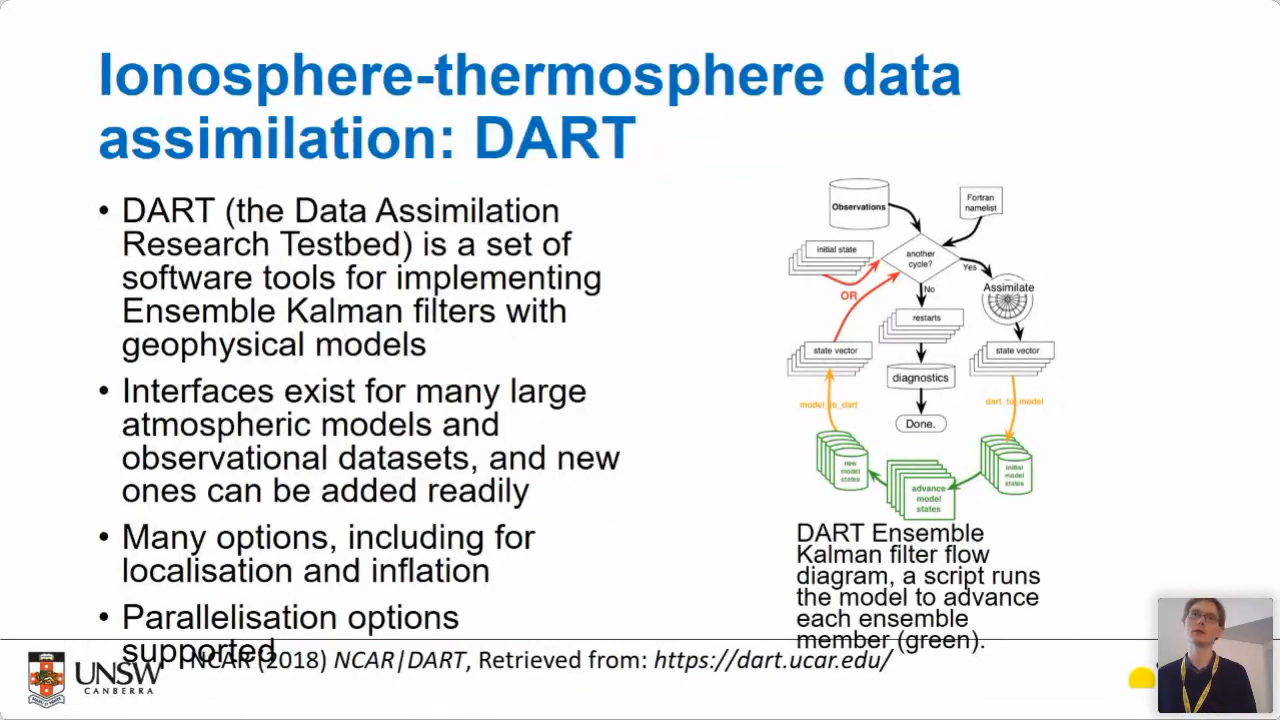 Ionosphere-thermosphere data
assimilation: DART
• DART (the Data Assimilation
Research Testbed) is a set of
software tools for implementing
Ensemble Kalman filters with
geophysical models
• Interfaces exist for many large
atmospheric models and
observational datasets, and new
ones can be added readily
• Many options, including for
localisation and inflation
• Parallelisation options
supported
Observations
Fortran
namelist
initial state
another
cycle?
Yes
OR
No
Assimilate
restarts
state vector
state vector
diagnostics
model_to_dart
dart_to_model
Done.
new
model
states
initial
model
states
advance
model
states
DART Ensemble
Kalman filter flow
diagram, a script runs
the model to advance
each ensemble
member (green).
NCAR (2018) NCAR|DART, Retrieved from: https://dart.ucar.edu/
UNSW
CANBERRA